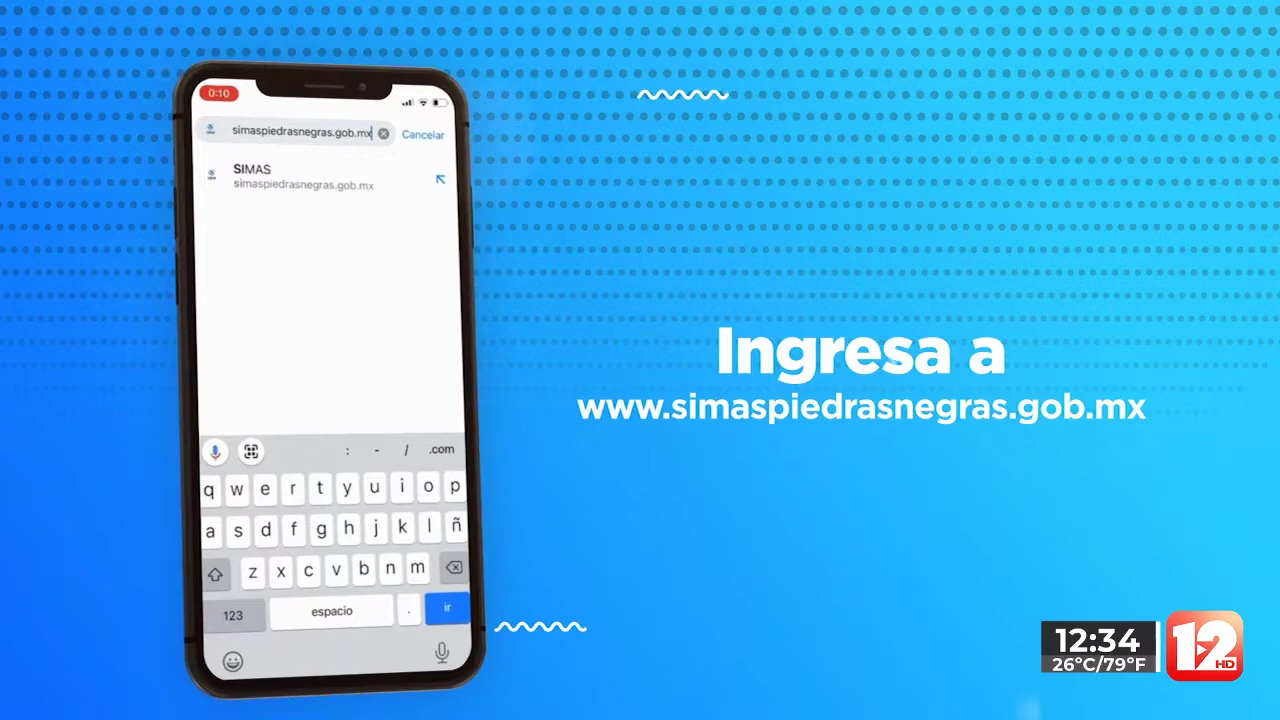 0:10
simaspiedrasnegras.gob.mx
Cancelar
SIMAS
simaspiedrasnegras.gob.mx
Ingresa a
www.simaspiedrasnegras.gob.mx
: - / .com
q w e r t y u i o p
a s d f g h j k l ñ
z x c v b n m
123 espacio . ir
12:34
26°C/79°F
12
HD